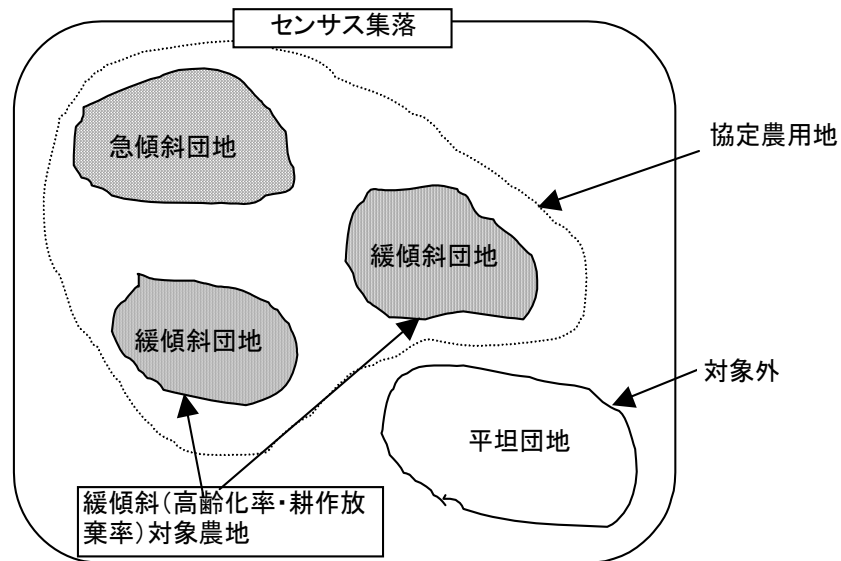 センサス集落
急傾斜団地
協定農用地
緩傾斜団地
緩傾斜団地
対象外
平坦団地
緩傾斜(高齢化率・耕作放
棄率)対象農地